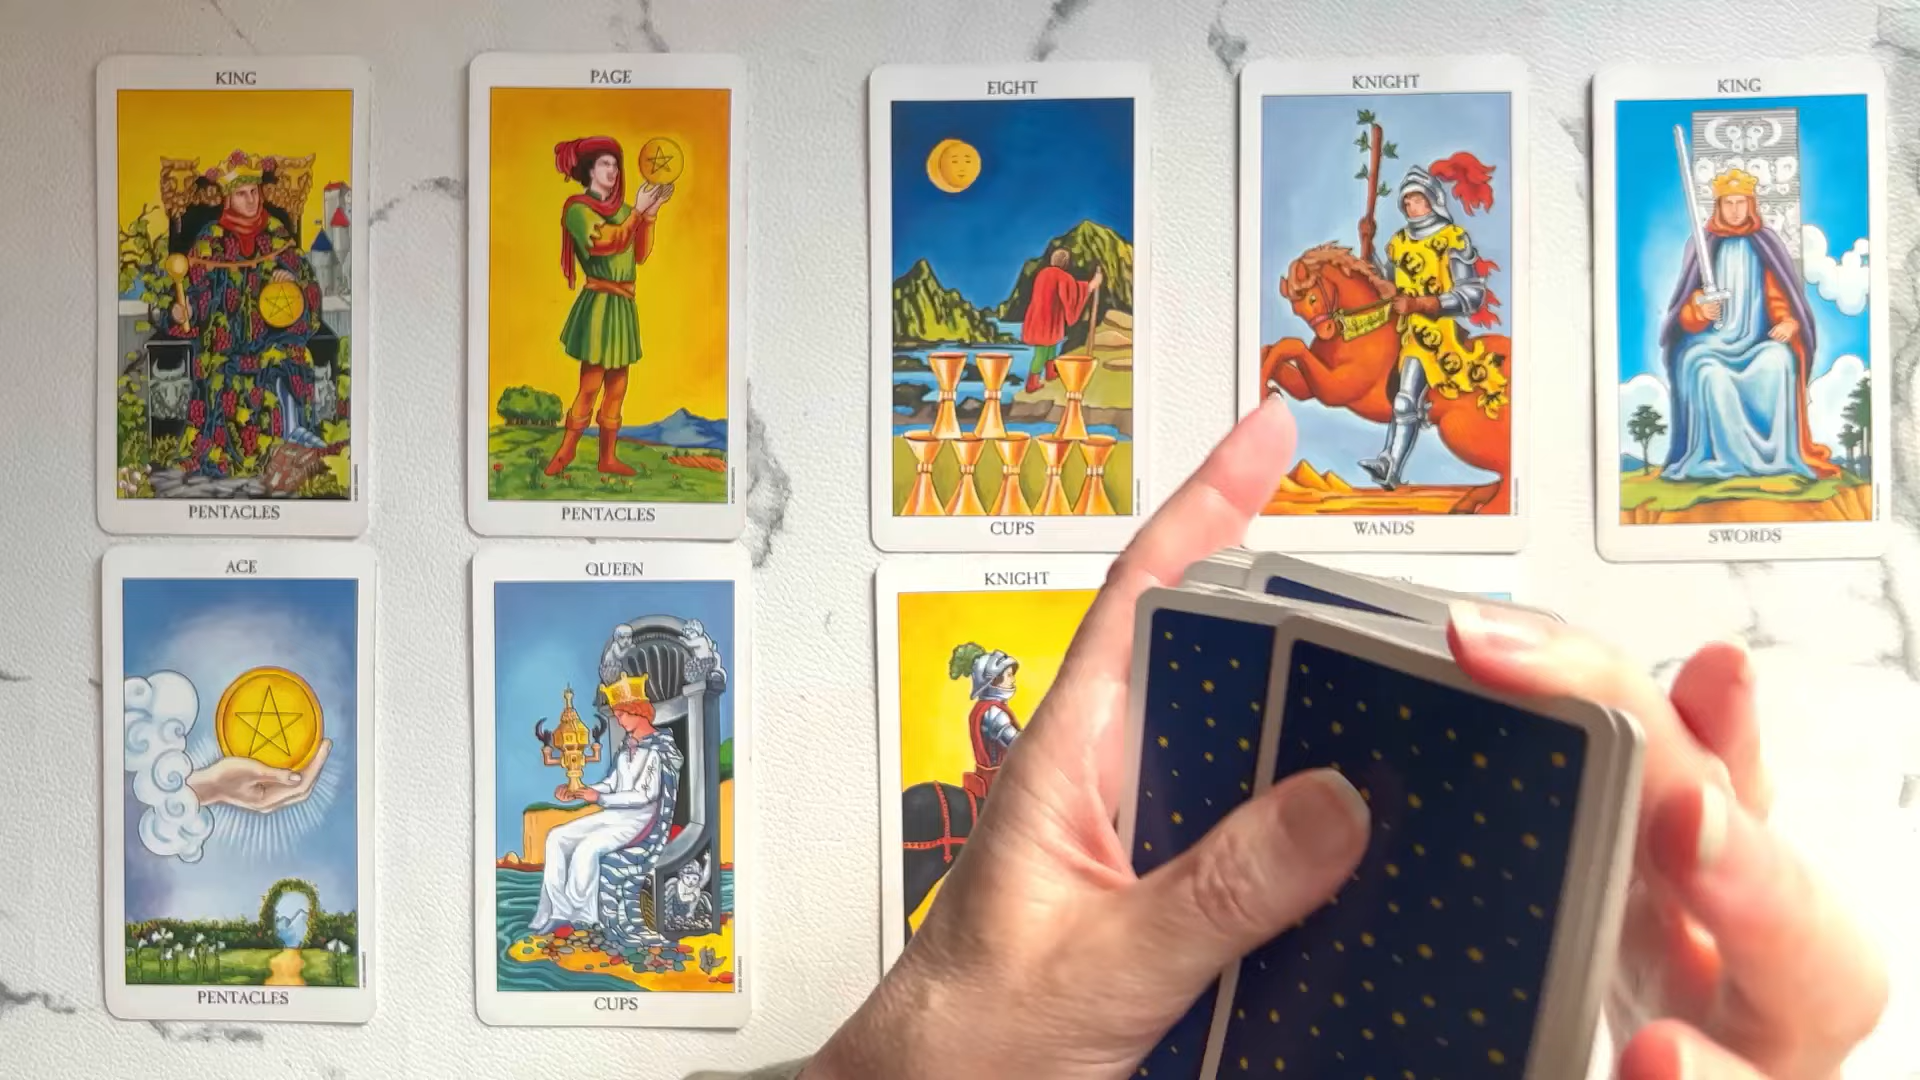 KING
PENTACLES
PAGE
PENTACLES
EIGHT
CUPS
KNIGHT
WANDS
KING
SWORDS
ACE
PENTACLES
QUEEN
CUPS
KNIGHT